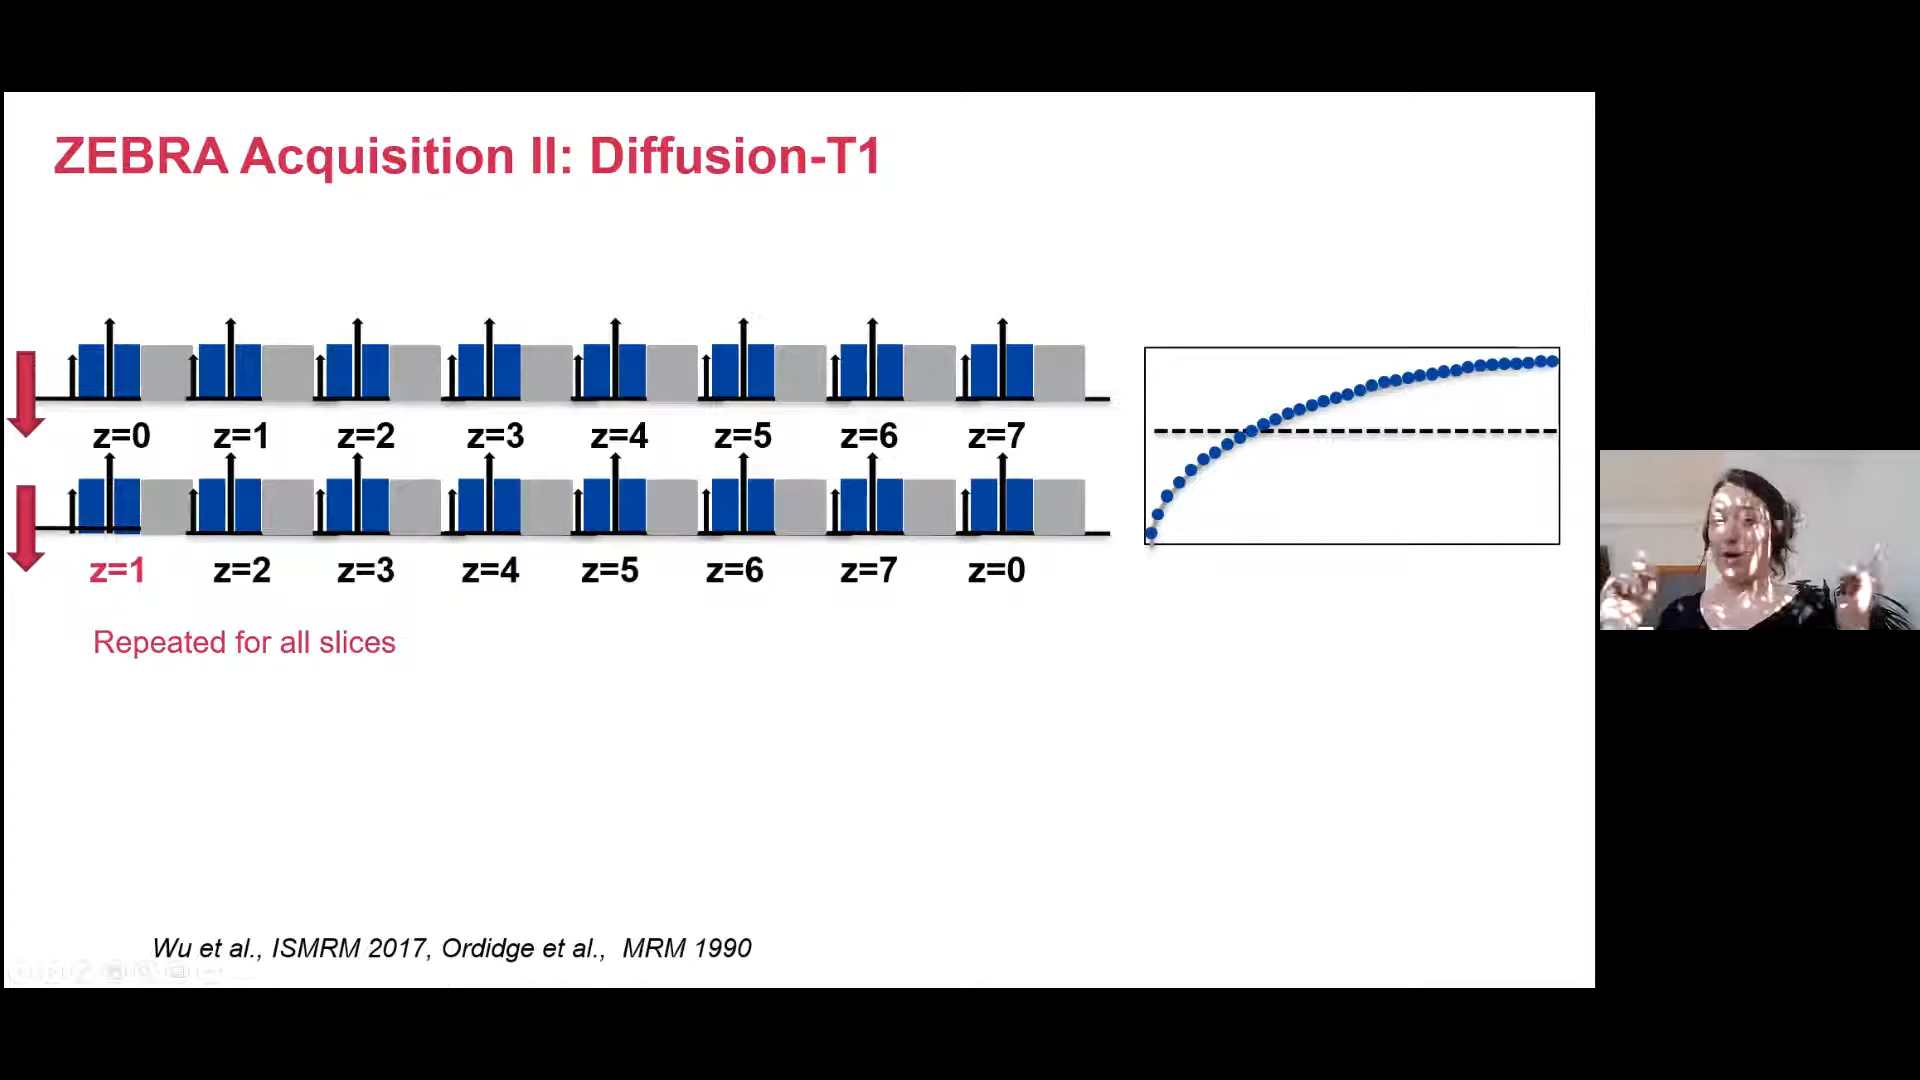 ZEBRA Acquisition II: Diffusion-T1
z=0 z=1 z=2 z=3 z=4 z=5 z=6 z=7
z=1 z=2 z=3 z=4 z=5 z=6 z=7 z=0
Repeated for all slices
Wu et al., ISMRM 2017, Ordidge et al., MRM 1990